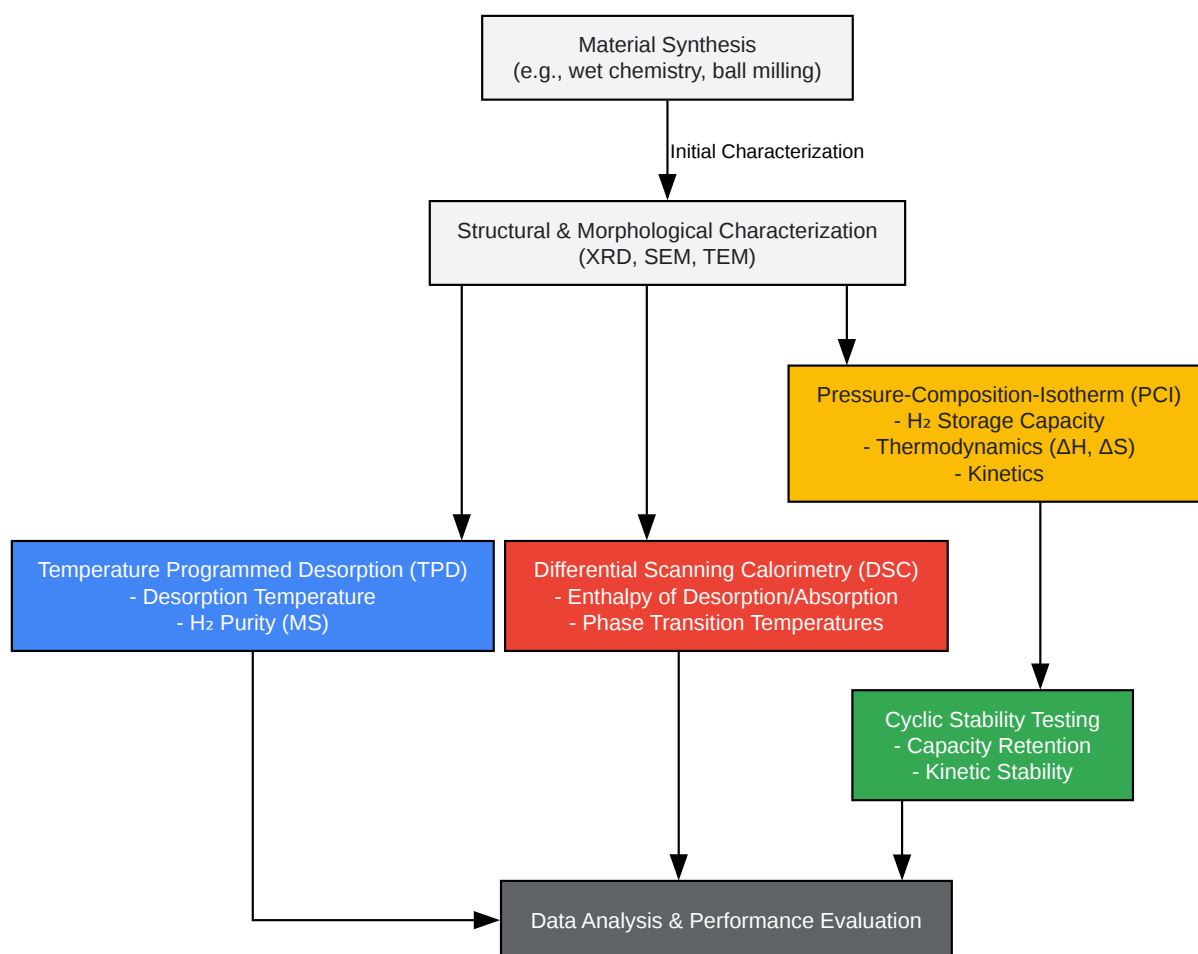 Material Synthesis
(e.g., wet chemistry, ball milling)
Initial Characterization
Structural & Morphological Characterization
(XRD, SEM, TEM)
Pressure-Composition-Isotherm (PCI)
- H₂ Storage Capacity
- Thermodynamics (ΔH, ΔS)
- Kinetics
Temperature Programmed Desorption (TPD)
- Desorption Temperature
- H₂ Purity (MS)
Differential Scanning Calorimetry (DSC)
- Enthalpy of Desorption/Absorption
- Phase Transition Temperatures
Cyclic Stability Testing
- Capacity Retention
- Kinetic Stability
Data Analysis & Performance Evaluation